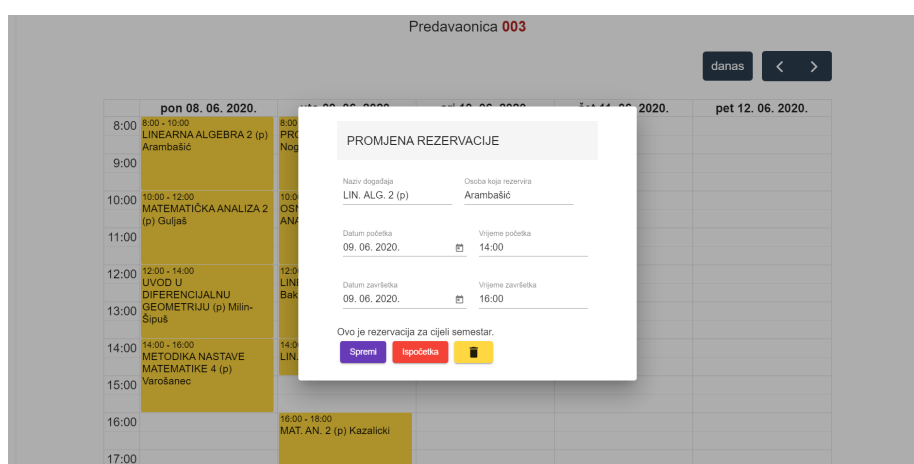 Predavaonica 003
danas
pon 08. 06. 2020.
2020.
pet 12. 06. 2020.
8:00
9:00
10:00
11:00
12:00
13:00
14:00
15:00
16:00
17:00
8:00 - 10:00
LINEARNA ALGEBRA 2 (p)
Arambašić
10:00 - 12:00
MATEMATIČKA ANALIZA 2
(p) Guljaš
12:00 - 14:00
UVOD U
DIFERENCIJALNU
GEOMETRIJU (p) Milin-
Šipuš
14:00 - 16:00
METODIKA NASTAVE
MATEMATIKE 4 (p)
Varošanec
16:00 - 18:00
MAT. AN. 2 (p) Kazalicki
PROMJENA REZERVACIJE
Naziv događaja
LIN. ALG. 2 (p)
Osoba koja rezervira
Arambašić
Datum početka
09. 06. 2020.
Vrijeme početka
14:00
Datum završetka
09. 06. 2020.
Vrijeme završetka
16:00
Ovo je rezervacija za cijeli semestar.
Spremi
Ispočetka